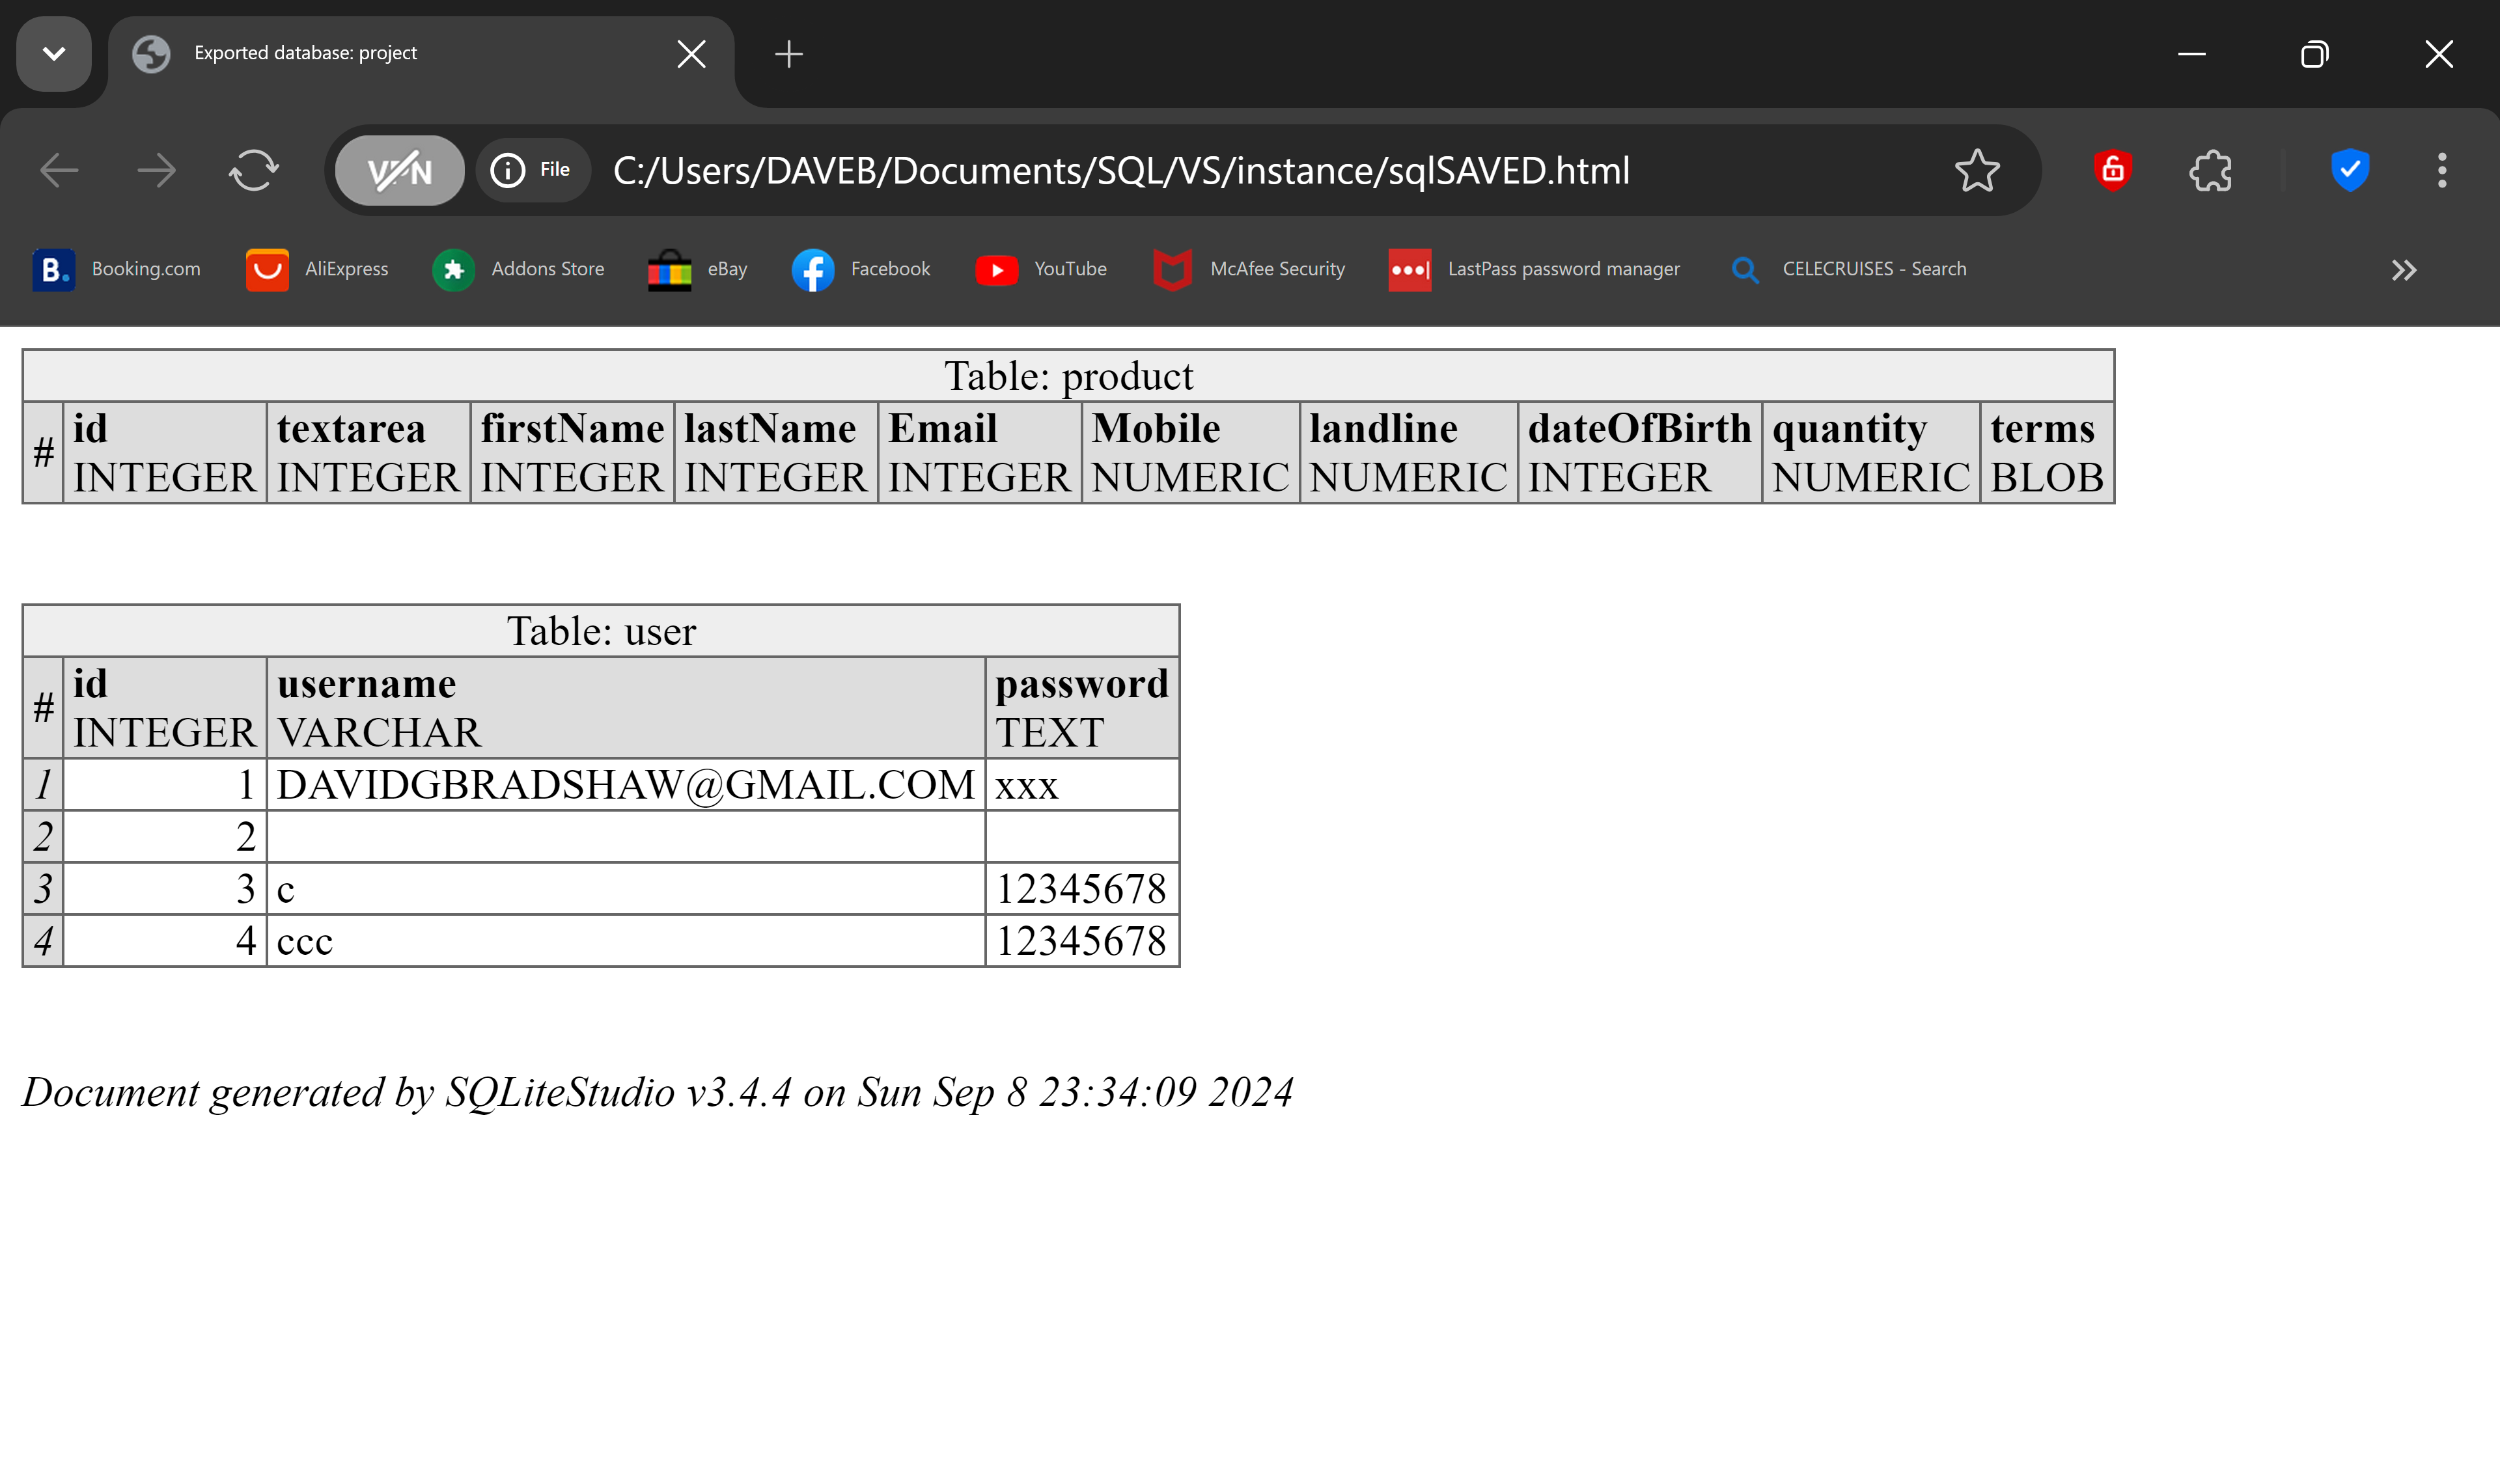 Exported database: project
VPN File C:/Users/DAVEB/Documents/SQL/VS/instance/sqlSAVED.html
B. Booking.com AliExpress Addons Store eBay Facebook YouTube McAfee Security LastPass password manager CELECRUISES - Search
Table: product
# id textarea firstName lastName Email Mobile landline dateOfBirth quantity terms
INTEGER INTEGER INTEGER INTEGER INTEGER NUMERIC NUMERIC INTEGER NUMERIC BLOB
Table: user
# id username password
INTEGER VARCHAR TEXT
1 1 DAVIDGBRADSHAW@GMAIL.COM xxx
2 2
3 3 c 12345678
4 4 ccc 12345678
Document generated by SQLiteStudio v3.4.4 on Sun Sep 8 23:34:09 2024